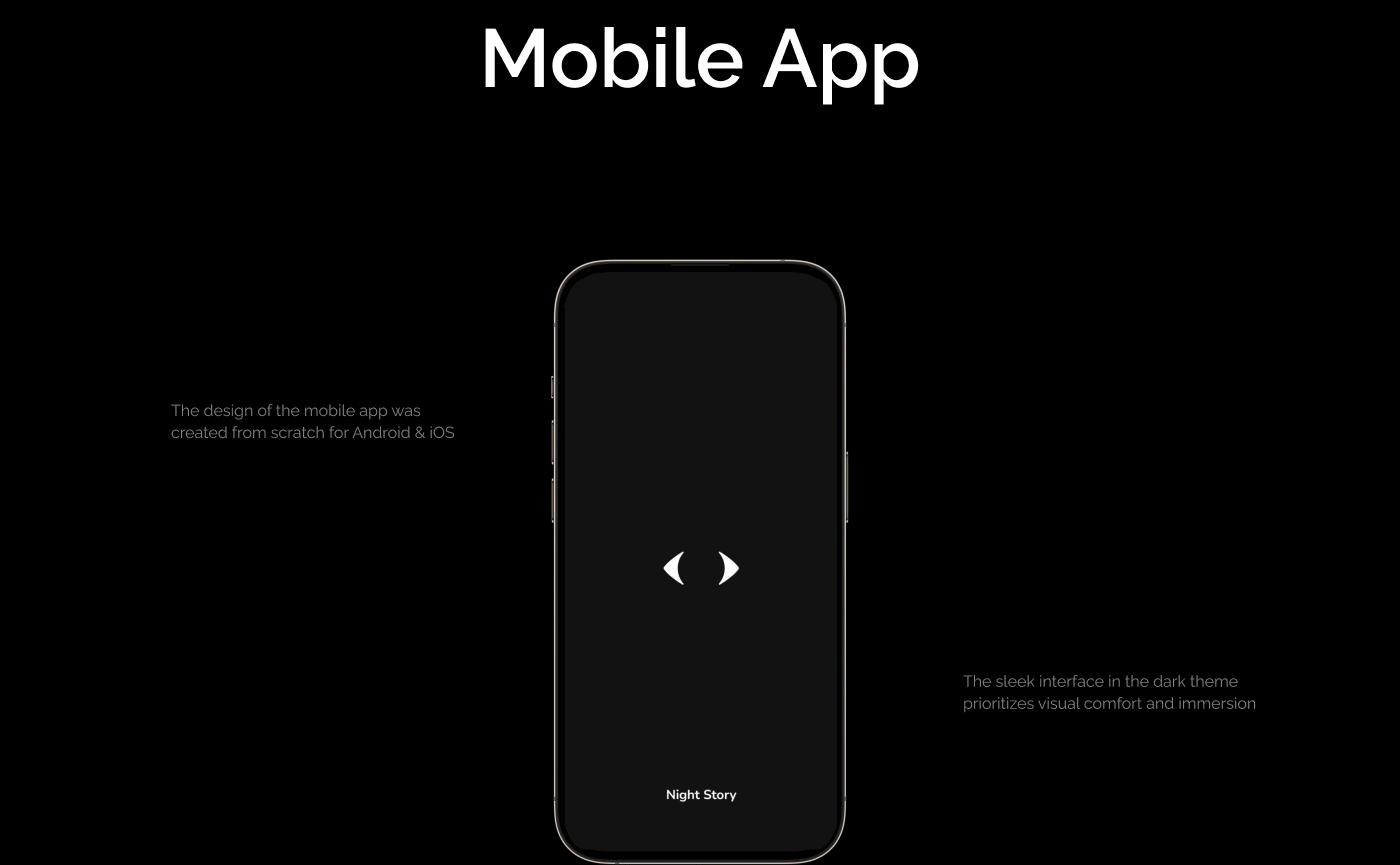 Mobile App
The design of the mobile app was
created from scratch for Android & iOS
The sleek interface in the dark theme
prioritizes visual comfort and immersion
Night Story